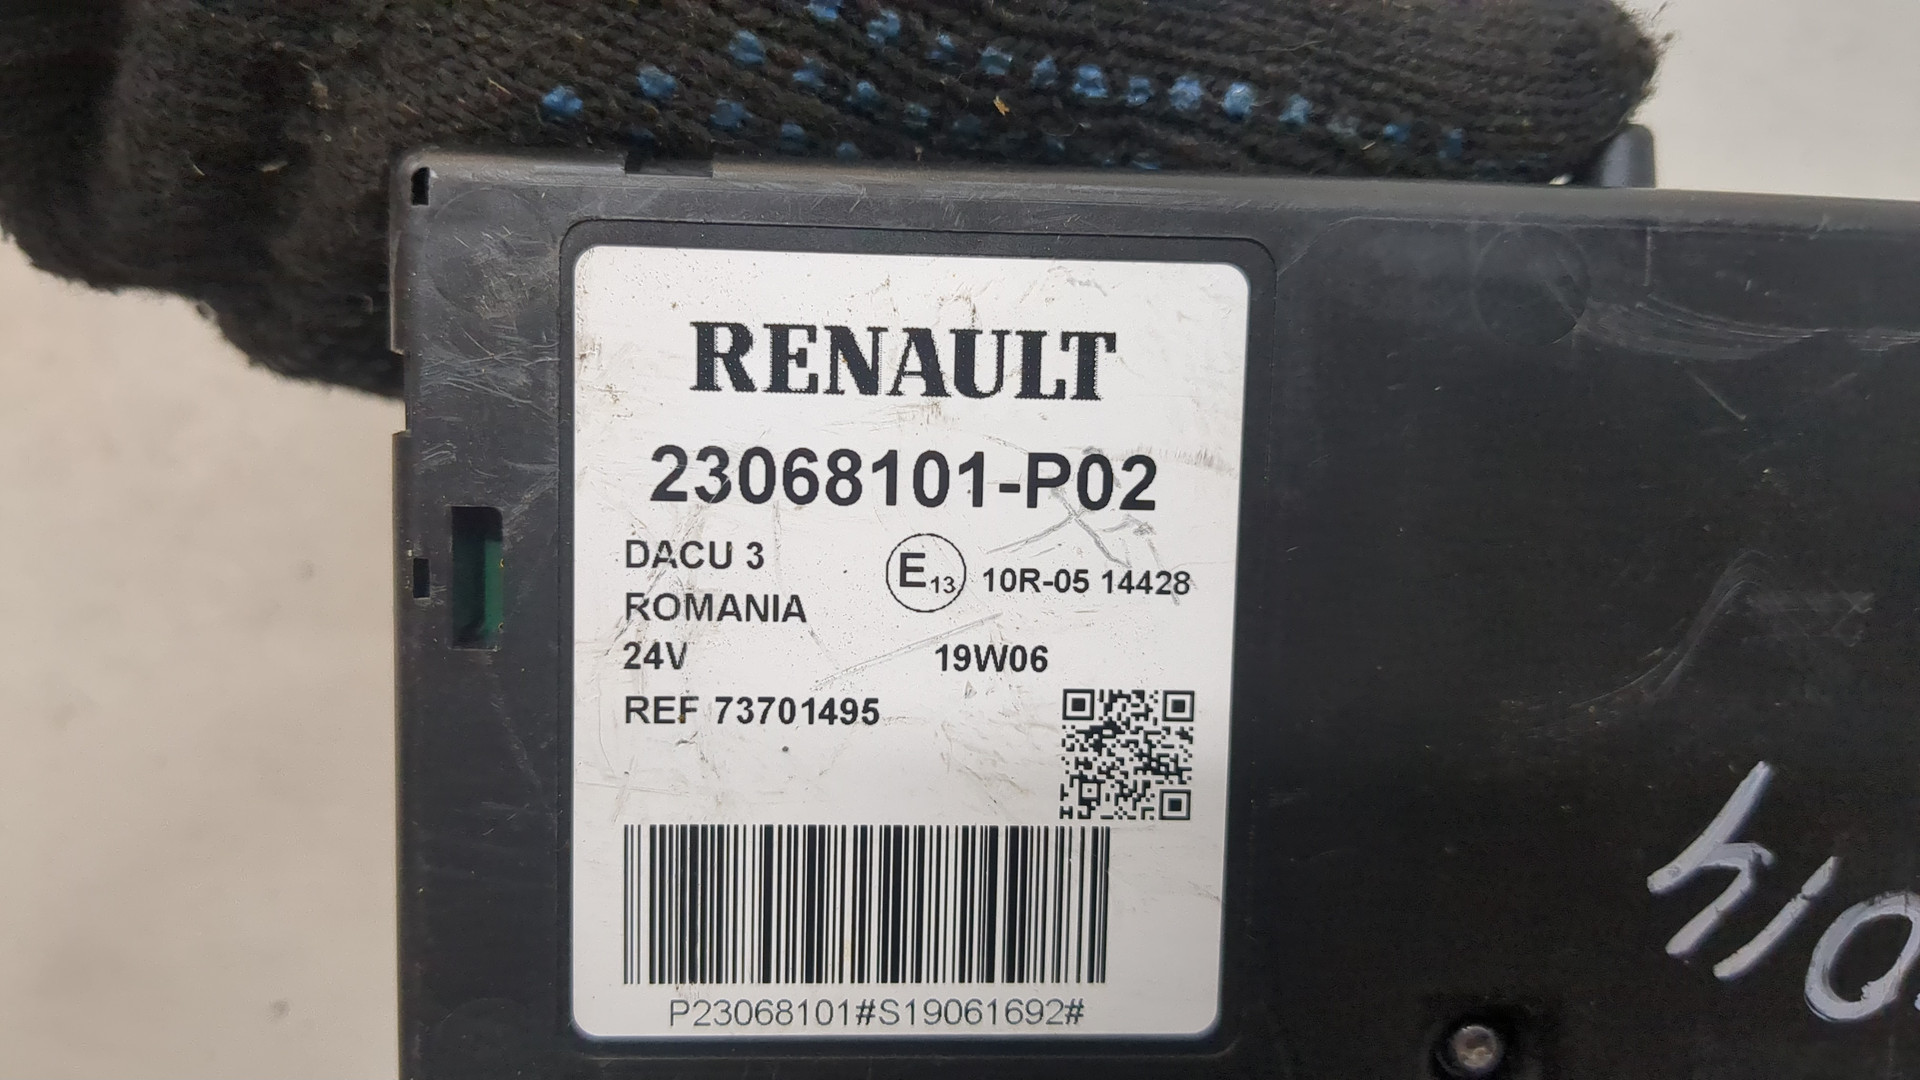 RENAULT
23068101-P02
DACU 3
E13 10R-05 14428
ROMANIA
24V 19W06
REF 73701495
P23068101#S19061692#